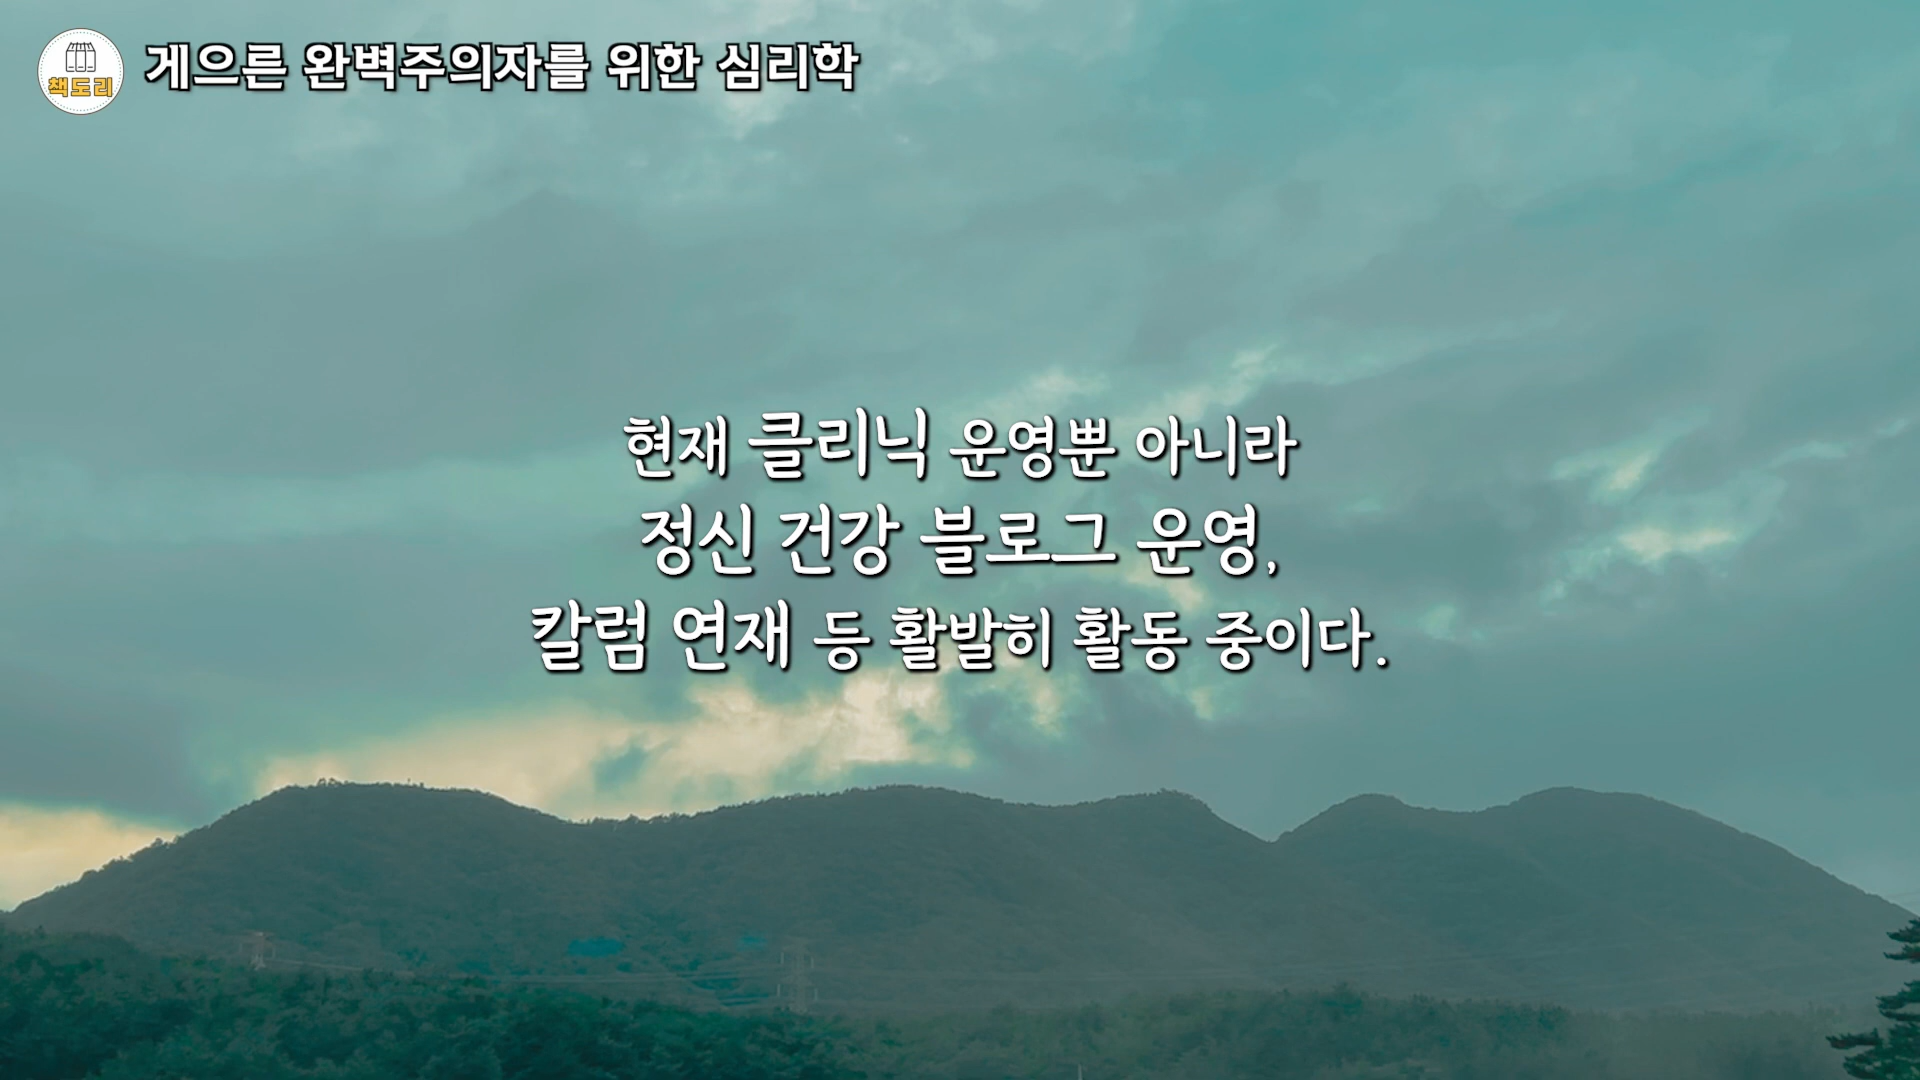 책도리
게으른 완벽주의자를 위한 심리학
현재 클리닉 운영뿐 아니라
정신 건강 블로그 운영,
칼럼 연재 등 활발히 활동 중이다.